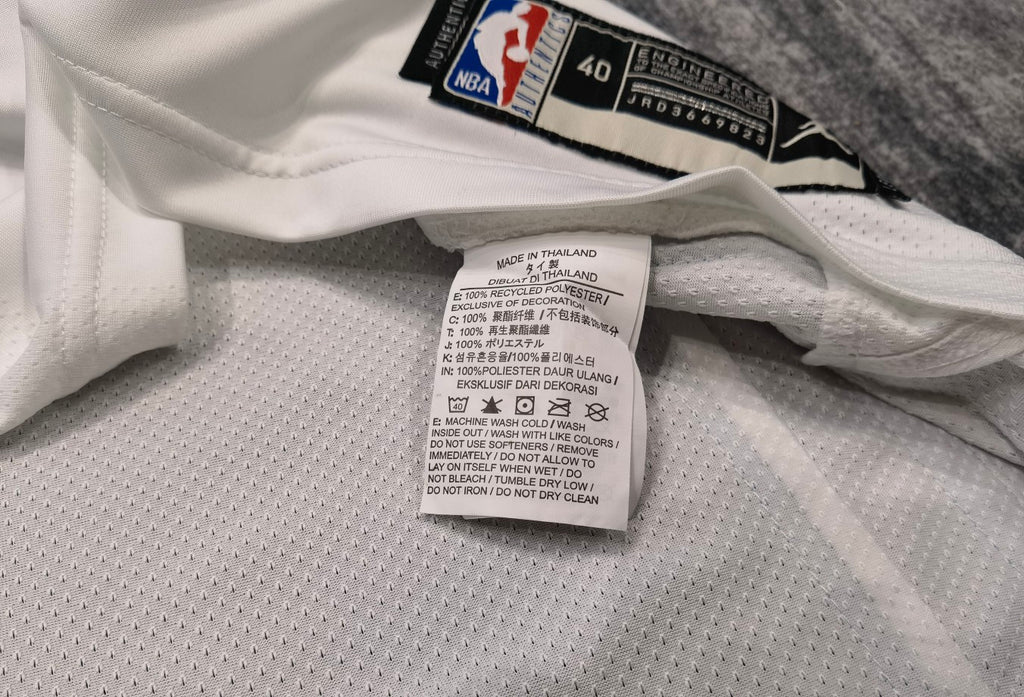 AUTHENTIC
NBA
AUTHENTICS
40
ENGINEERED
TO THE EXACT
OF CHAMPIONSHIP
JRD3669823
MADE IN THAILAND
タイ製
DIBUAT DI THAILAND
E: 100% RECYCLED POLYESTER /
EXCLUSIVE OF DECORATION
C: 100% 聚酯纤维 / 不包括装饰部分
T: 100% 再生聚酯纖維
J: 100% ポリエステル
K: 섬유혼용율/100%폴리에스터
IN: 100%POLIESTER DAUR ULANG /
EKSKLUSIF DARI DEKORASI
40
E: MACHINE WASH COLD / WASH
INSIDE OUT / WASH WITH LIKE COLORS /
DO NOT USE SOFTENERS / REMOVE
IMMEDIATELY / DO NOT ALLOW TO
LAY ON ITSELF WHEN WET / DO
NOT BLEACH / TUMBLE DRY LOW /
DO NOT IRON / DO NOT DRY CLEAN